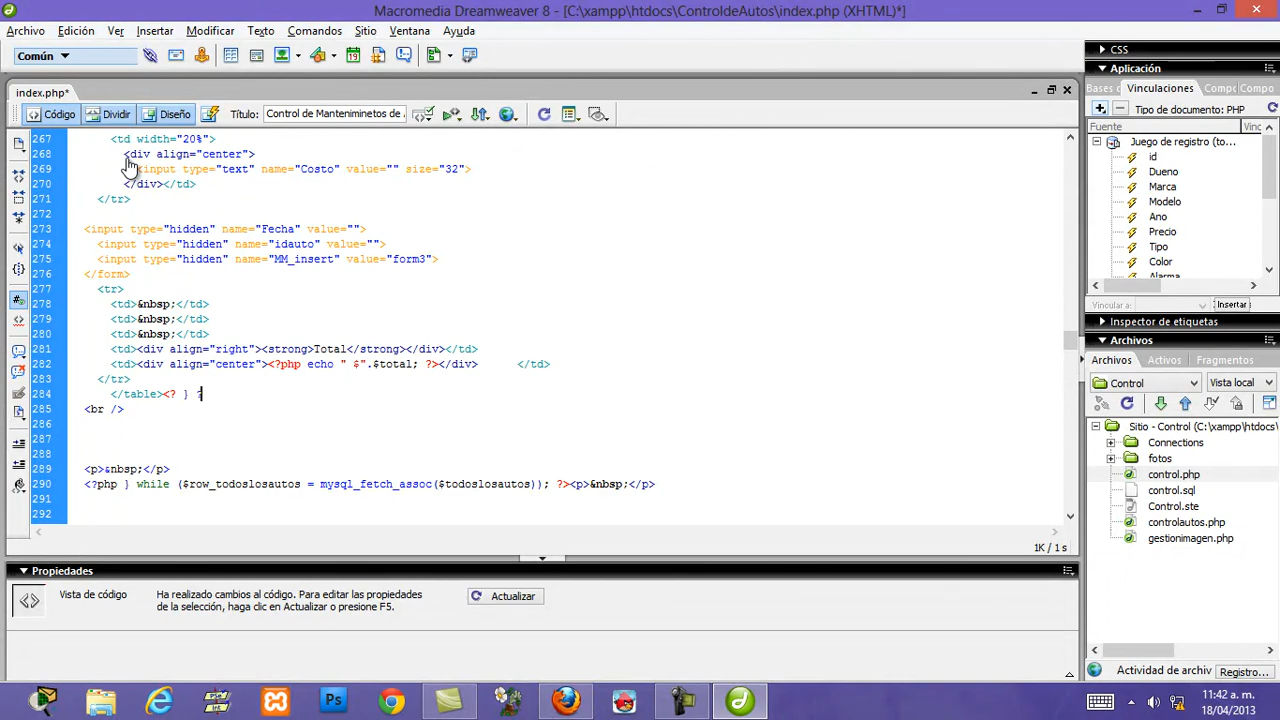 Macromedia Dreamweaver 8 - [C:\xampp\htdocs\ControldeAutos\index.php (XHTML)*]
Archivo Edición Ver Insertar Modificar Texto Comandos Sitio Ventana Ayuda
Común
index.php*
Código Dividir Diseño Título: Control de Manteniminetos de
267 <td width="20%">
268 <div align="center">
269 <input type="text" name="Costo" value="" size="32">
270 </div></td>
271 </tr>
272
273 <input type="hidden" name="Fecha" value="">
274 <input type="hidden" name="idauto" value="">
275 <input type="hidden" name="MM_insert" value="form3">
276 </form>
277 <tr>
278 <td>&nbsp;</td>
279 <td>&nbsp;</td>
280 <td>&nbsp;</td>
281 <td><div align="right"><strong>Total</strong></div></td>
282 <td><div align="center"><?php echo " $".$total; ?></div> </td>
283 </tr>
284 </table><? } ?
285 <br />
286
287
288
289 <p>&nbsp;</p>
290 <?php } while ($row_todoslosautos = mysql_fetch_assoc($todoslosautos)); ?><p>&nbsp;</p>
291
292
1K / 1 s
Propiedades
Vista de código
Ha realizado cambios al código. Para editar las propiedades
de la selección, haga clic en Actualizar o presione F5.
Actualizar
CSS
Aplicación
Bases d Vinculaciones Compo Compo
Tipo de documento: PHP
Fuente Vinc
Juego de registro (to
id
Dueno
Marca
Modelo
Ano
Precio
Tipo
Color
Alarma
Vincular a: Insertar
Inspector de etiquetas
Archivos
Archivos Activos Fragmentos
Control Vista local
Sitio - Control (C:\xampp\htdocs\
Connections
fotos
control.php
control.sql
Control.ste
controlautos.php
gestionimagen.php
Actividad de archiv Registro...
Ps
11:42 a. m.
18/04/2013